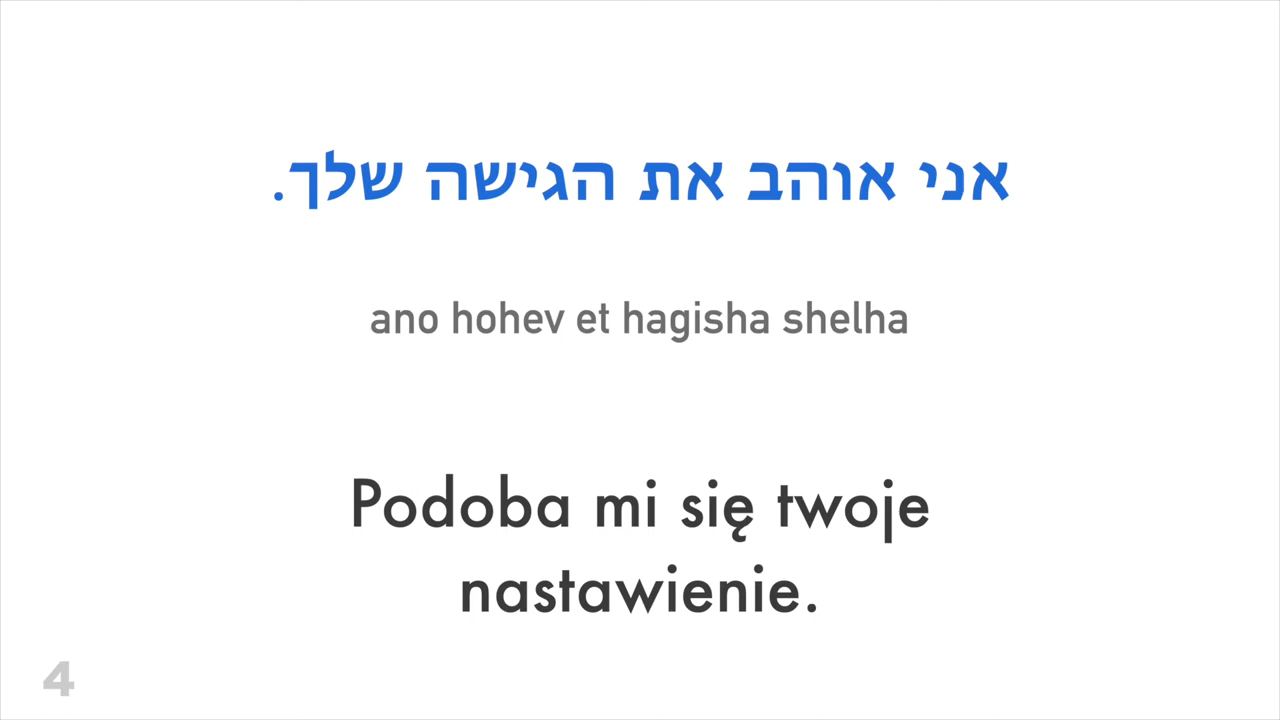 אני אוהב את הגישה שלך.
ano hohev et hagisha shelha
Podoba mi się twoje
nastawienie.
4